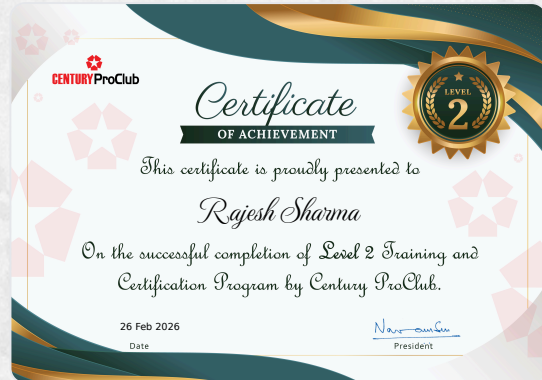 CENTURY ProClub
Certificate
OF ACHIEVEMENT
LEVEL
2
This certificate is proudly presented to
Rajesh Sharma
On the successful completion of Level 2 Training and
Certification Program by Century ProClub.
26 Feb 2026
Date
President